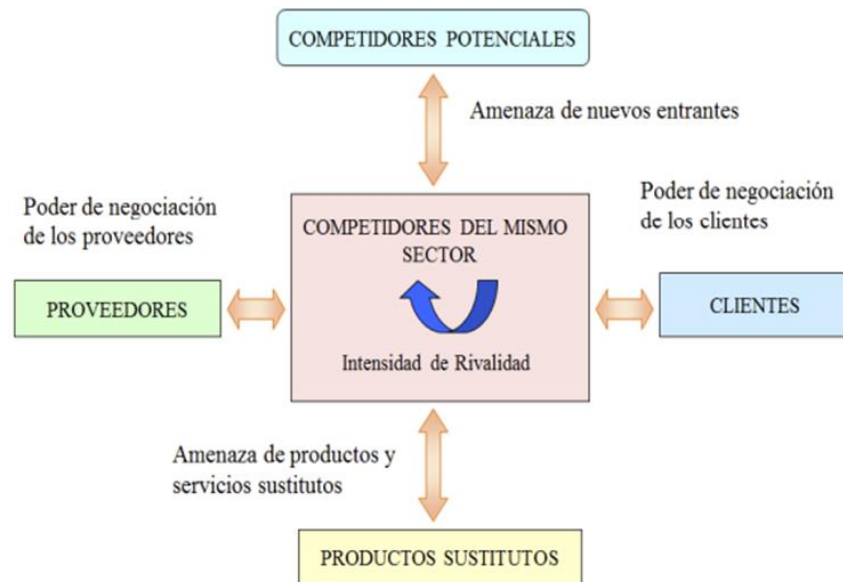 COMPETIDORES POTENCIALES
Amenaza de nuevos entrantes
Poder de negociación
de los proveedores
Poder de negociación
de los clientes
COMPETIDORES DEL MISMO
SECTOR
PROVEEDORES
CLIENTES
Intensidad de Rivalidad
Amenaza de productos y
servicios sustitutos
PRODUCTOS SUSTITUTOS